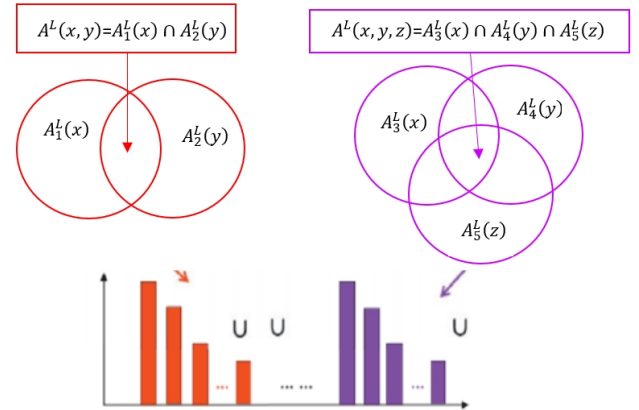 A^L(x, y)=A_1^L(x) ∩ A_2^L(y)
A^L(x, y, z)=A_3^L(x) ∩ A_4^L(y) ∩ A_5^L(z)
A_1^L(x)
A_2^L(y)
A_3^L(x)
A_4^L(y)
A_5^L(z)
∪ ∪ ∪
... ... ... ...